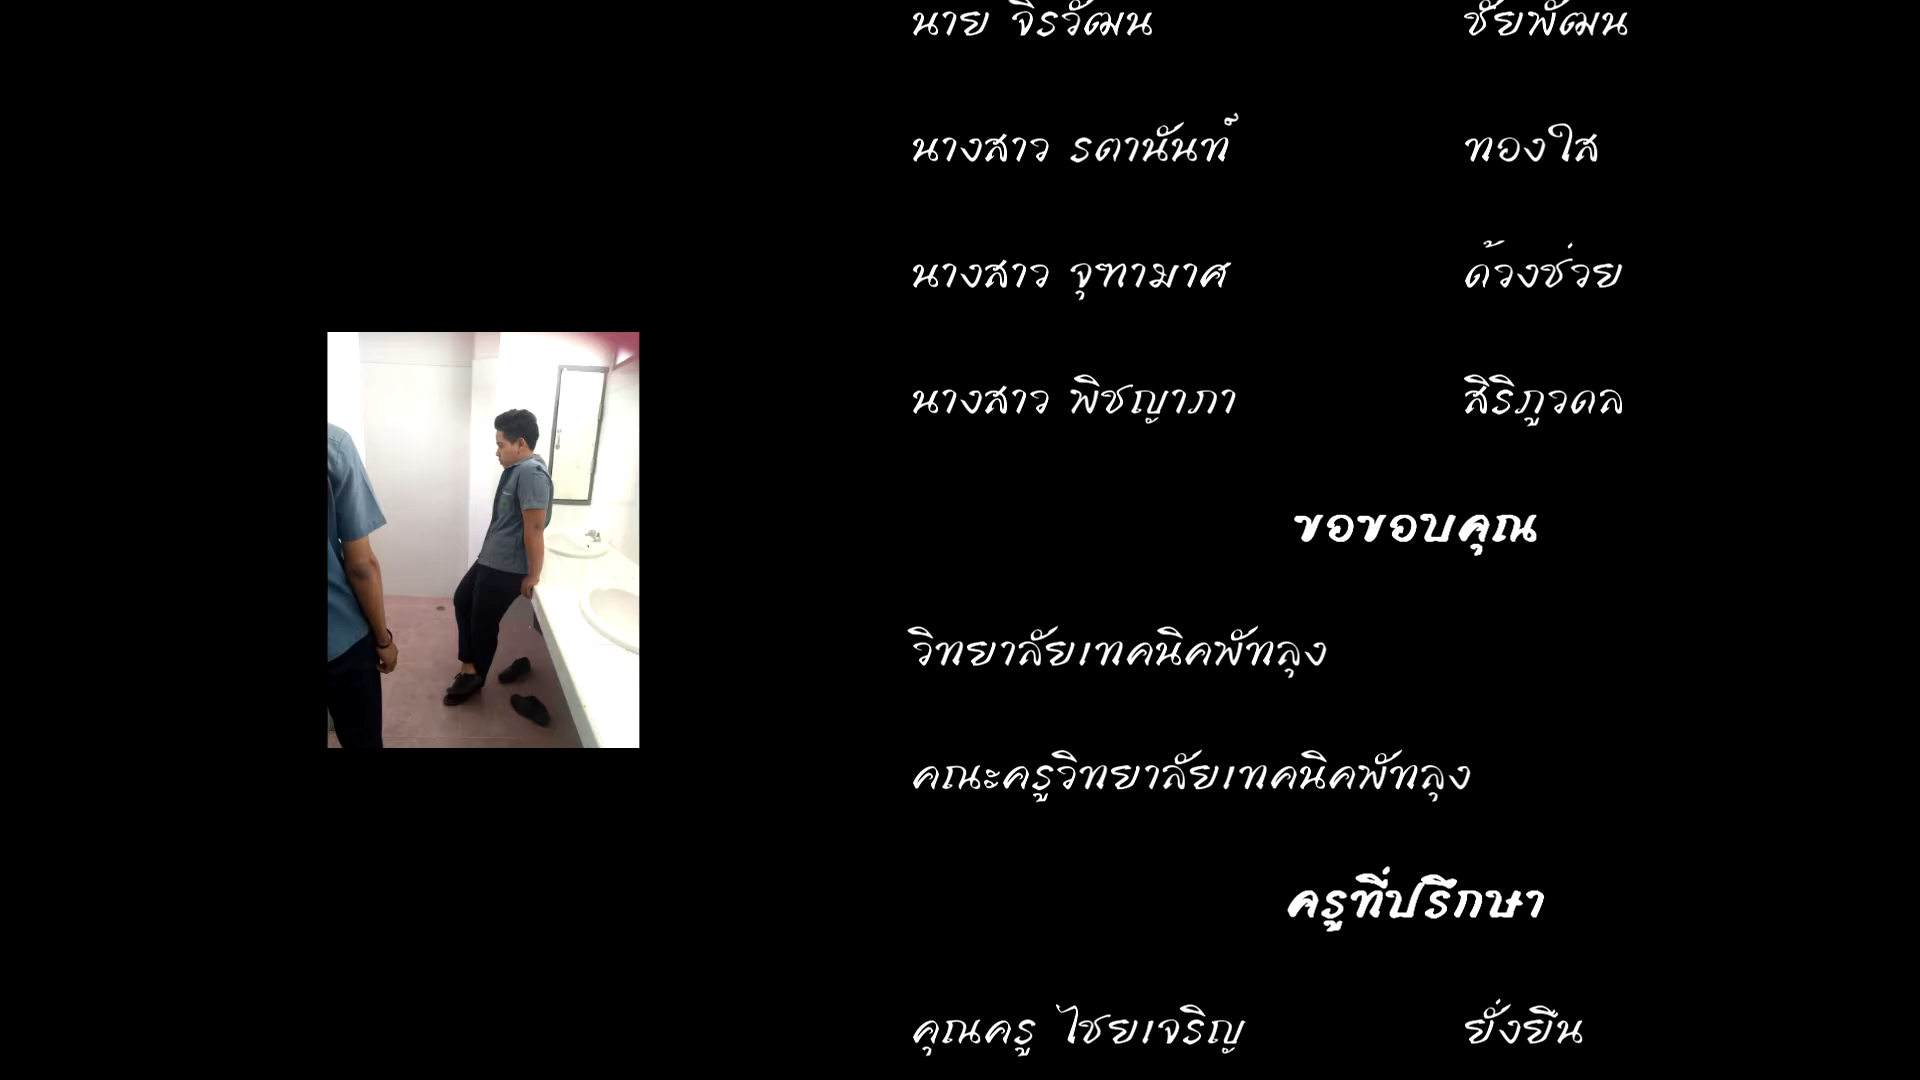 นาย จิรวัฒน ชัยพัฒน
นางสาว รตานันท์ ทองใส
นางสาว จุฑามาศ ด้วงช่วย
นางสาว พิชญาภา สิริภูวดล
ขอขอบคุณ
วิทยาลัยเทคนิคพัทลุง
คณะครูวิทยาลัยเทคนิคพัทลุง
ครูที่ปรึกษา
คุณครู ไชยเจริญ ยั่งยืน